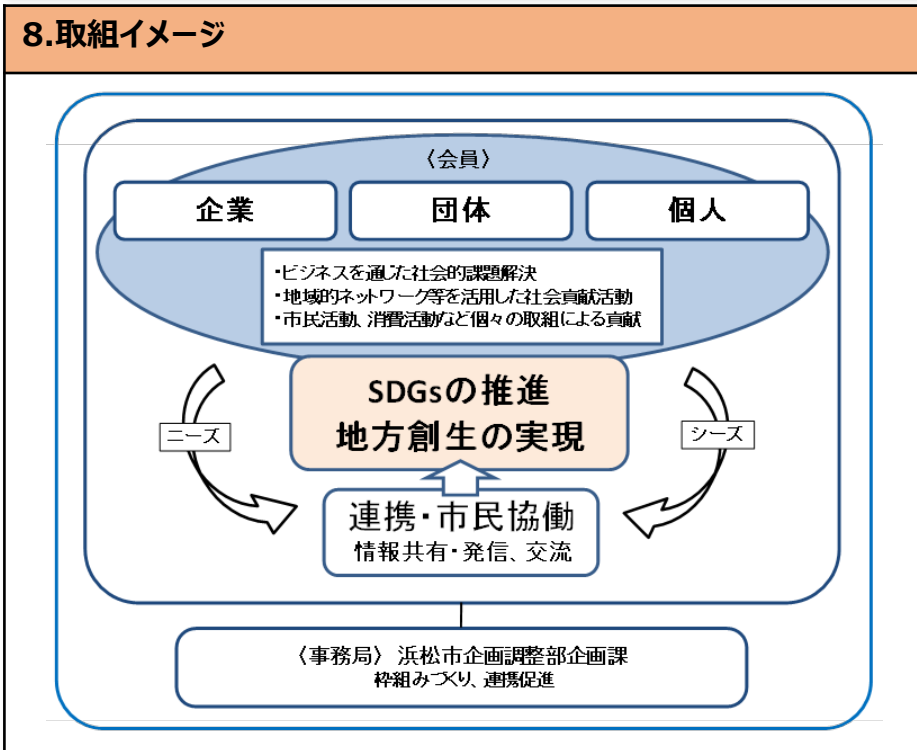 8.取組イメージ
〈会員〉
企業
団体
個人
・ビジネスを通じた社会的課題解決
・地域的ネットワーク等を活用した社会貢献活動
・市民活動、消費活動など個々の取組による貢献
SDGsの推進
地方創生の実現
ニーズ
シーズ
連携・市民協働
情報共有・発信、交流
〈事務局〉 浜松市企画調整部企画課
枠組みづくり、連携促進